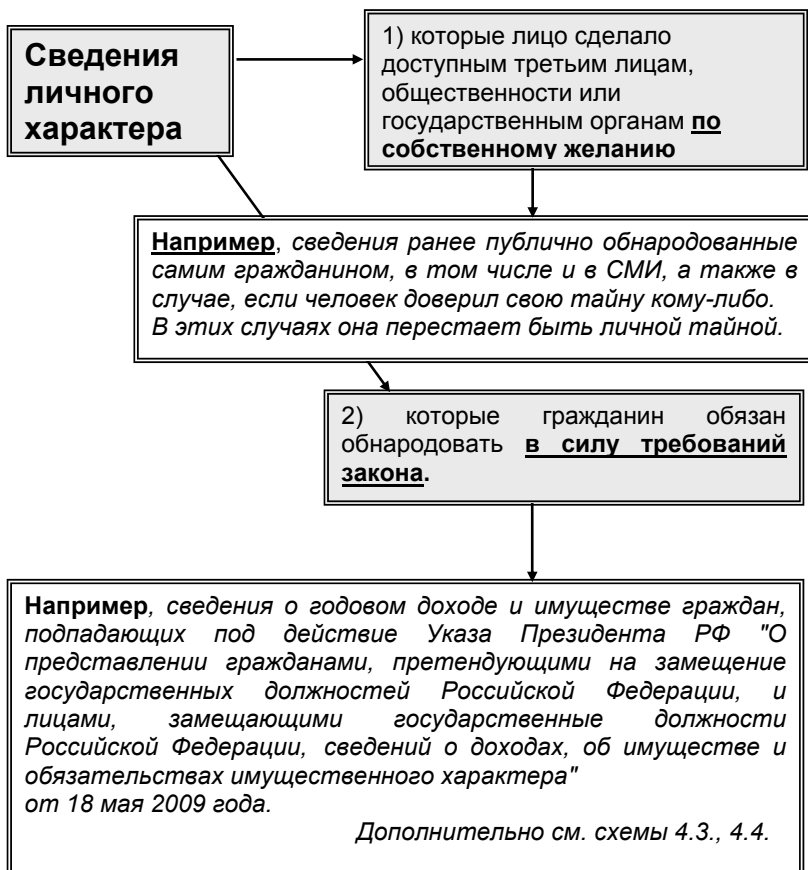 Сведения
личного
характера
1) которые лицо сделало
доступным третьим лицам,
общественности или
государственным органам по
собственному желанию
Например, сведения ранее публично обнародованные
самим гражданином, в том числе и в СМИ, а также в
случае, если человек доверил свою тайну кому-либо.
В этих случаях она перестает быть личной тайной.
2) которые гражданин обязан
обнародовать в силу требований
закона.
Например, сведения о годовом доходе и имуществе граждан,
подпадающих под действие Указа Президента РФ "О
представлении гражданами, претендующими на замещение
государственных должностей Российской Федерации, и
лицами, замещающими государственные должности
Российской Федерации, сведений о доходах, об имуществе и
обязательствах имущественного характера"
от 18 мая 2009 года.
Дополнительно см. схемы 4.3., 4.4.